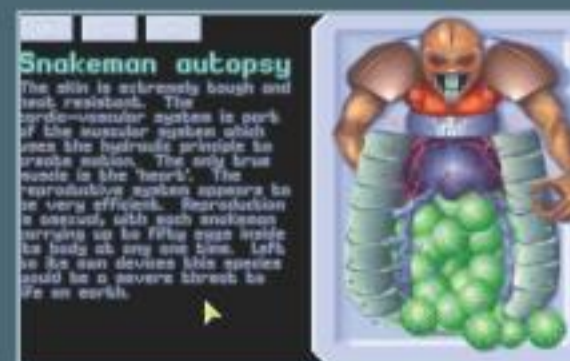 Snakeman autopsy
The skin is extremely tough and
heat resistant. The
cardio-vascular system is part
of the muscular system which
uses the hydraulic principle to
create motion. The only true
muscle is the 'heart'. The
reproductive system appears to
be very efficient. Reproduction
is asexual, with each snakeman
carrying up to fifty eggs inside
its body at any one time. Left
to its own devices this species
would be a severe threat to
life on earth.